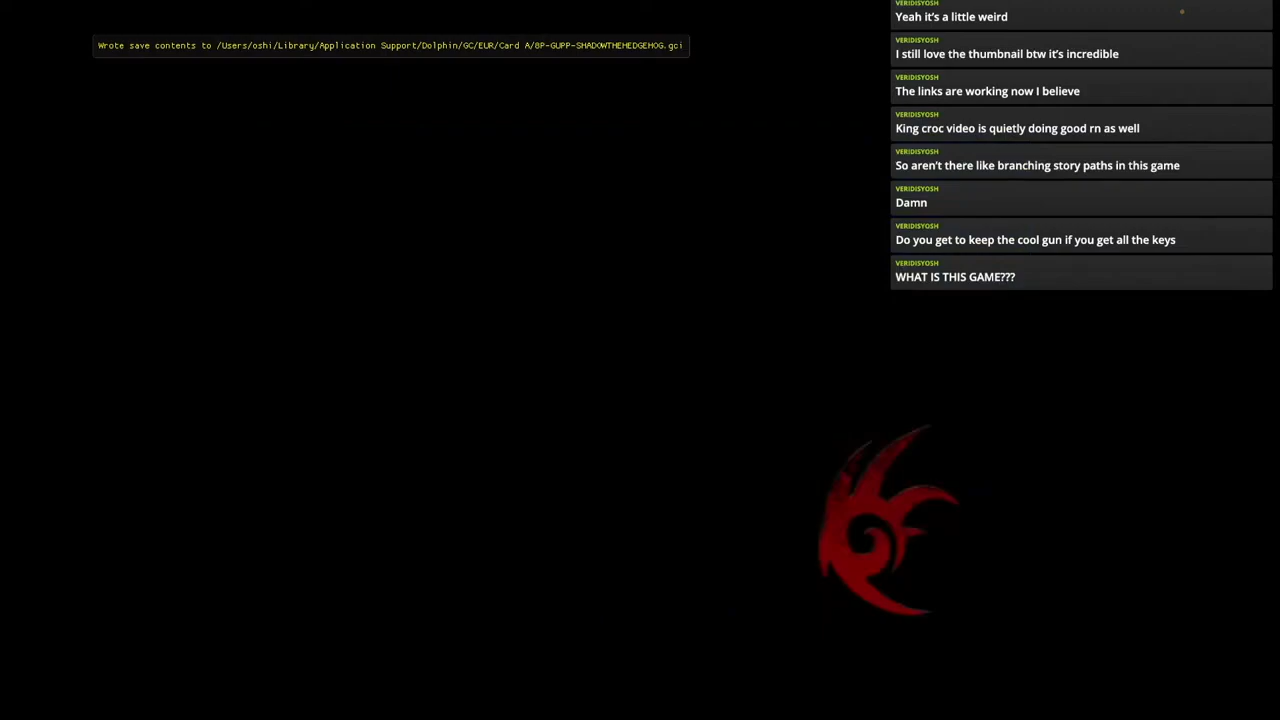 Wrote save contents to /Users/oshi/Library/Application Support/Dolphin/GC/EUR/Card A/8P-GUPP-SHADOWTHEHEDGEHOG.gci
VERIDISYOSH
Yeah it's a little weird
VERIDISYOSH
I still love the thumbnail btw it's incredible
VERIDISYOSH
The links are working now I believe
VERIDISYOSH
King croc video is quietly doing good rn as well
VERIDISYOSH
So aren't there like branching story paths in this game
VERIDISYOSH
Damn
VERIDISYOSH
Do you get to keep the cool gun if you get all the keys
VERIDISYOSH
WHAT IS THIS GAME???